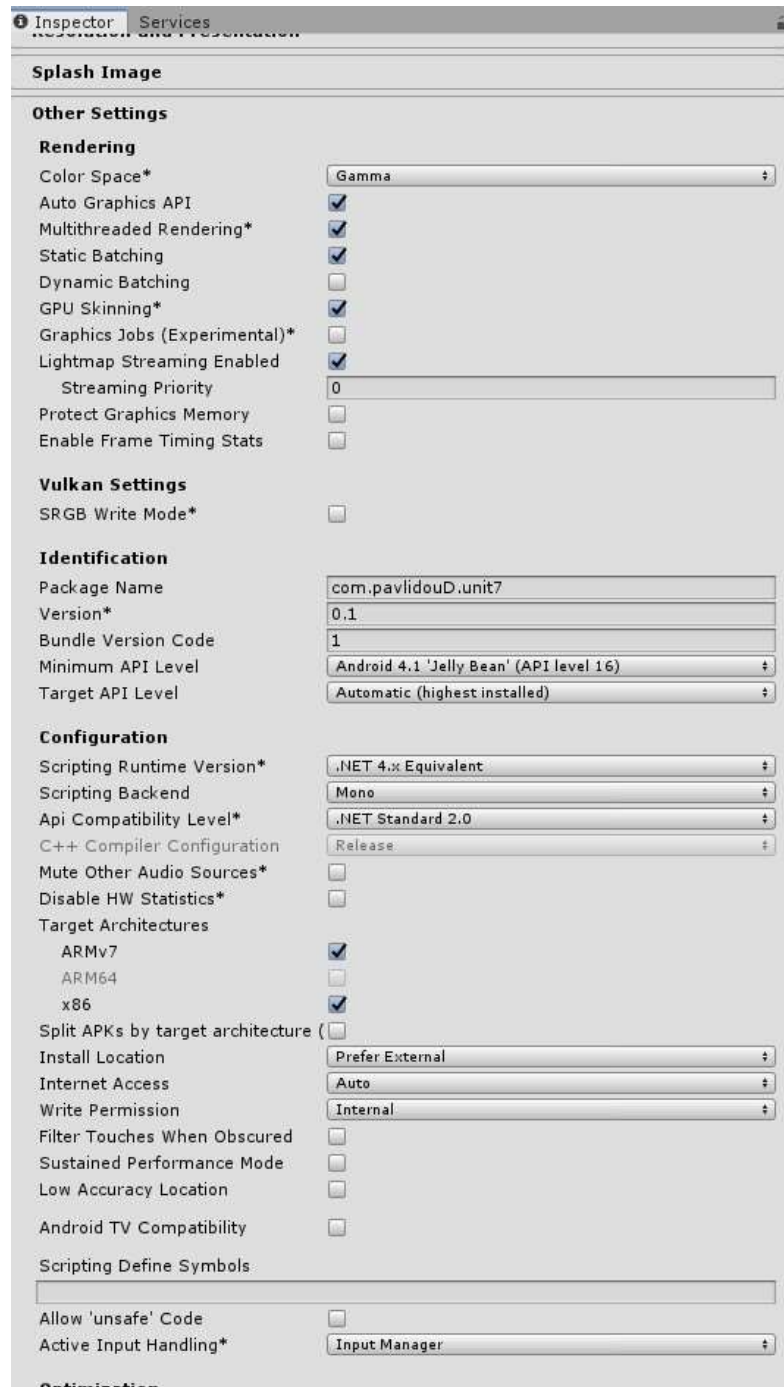 Inspector Services
Resolution and Presentation
Splash Image
Other Settings
Rendering
Color Space* Gamma
Auto Graphics API
Multithreaded Rendering*
Static Batching
Dynamic Batching
GPU Skinning*
Graphics Jobs (Experimental)*
Lightmap Streaming Enabled
Streaming Priority 0
Protect Graphics Memory
Enable Frame Timing Stats
Vulkan Settings
SRGB Write Mode*
Identification
Package Name com.pavlidouD.unit7
Version* 0.1
Bundle Version Code 1
Minimum API Level Android 4.1 'Jelly Bean' (API level 16)
Target API Level Automatic (highest installed)
Configuration
Scripting Runtime Version* .NET 4.x Equivalent
Scripting Backend Mono
Api Compatibility Level* .NET Standard 2.0
C++ Compiler Configuration Release
Mute Other Audio Sources*
Disable HW Statistics*
Target Architectures
ARMv7
ARM64
x86
Split APKs by target architecture (
Install Location Prefer External
Internet Access Auto
Write Permission Internal
Filter Touches When Obscured
Sustained Performance Mode
Low Accuracy Location
Android TV Compatibility
Scripting Define Symbols
Allow 'unsafe' Code
Active Input Handling* Input Manager
Optimization